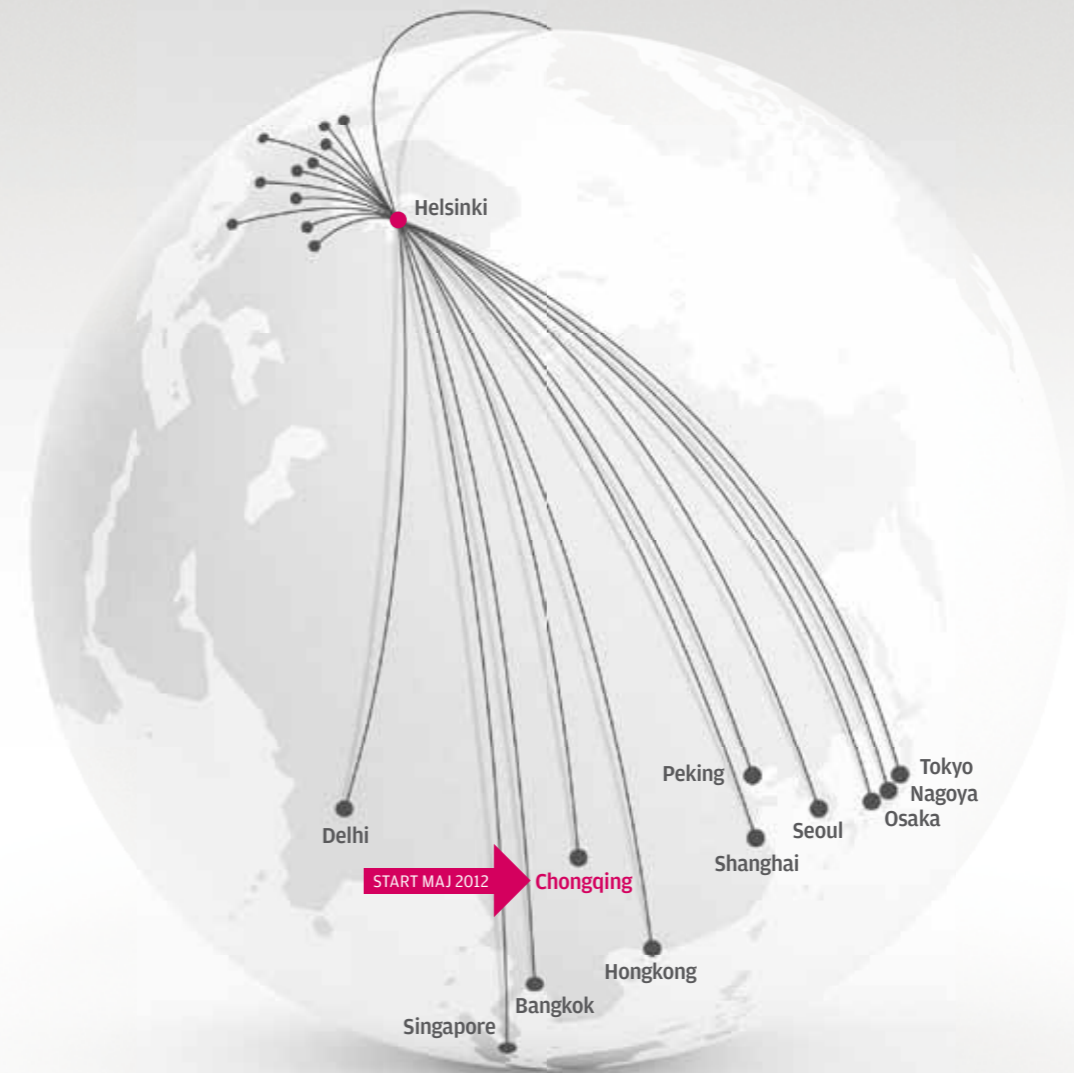 Helsinki
Peking
Tokyo
Nagoya
Osaka
Seoul
Shanghai
Delhi
START MAJ 2012
Chongqing
Hongkong
Bangkok
Singapore